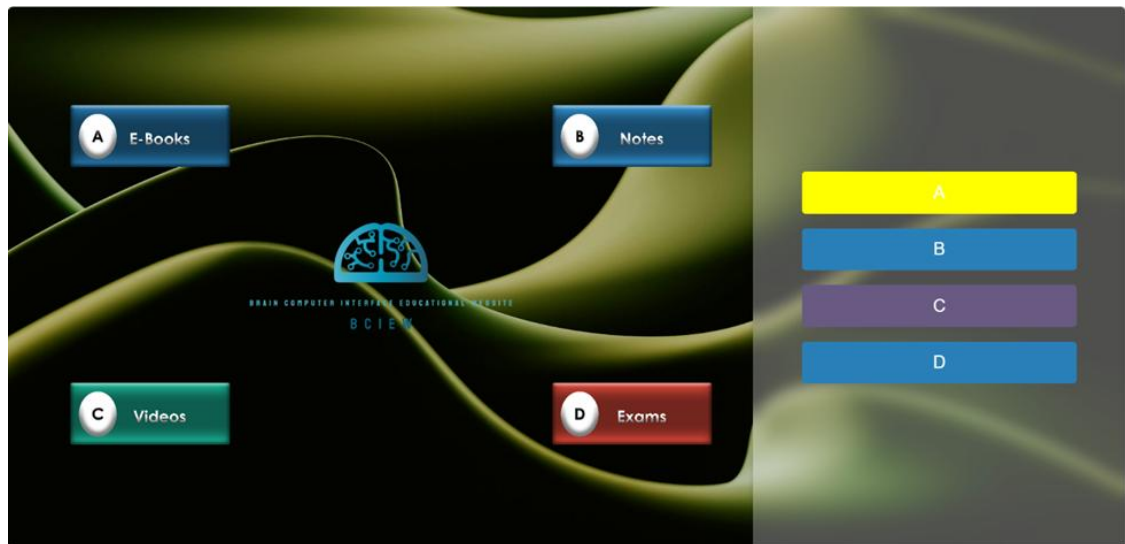 A E-Books
B Notes
BRAIN COMPUTER INTERFACE EDUCATIONAL WEBSITE
BCIEW
C Videos
D Exams
A
B
C
D